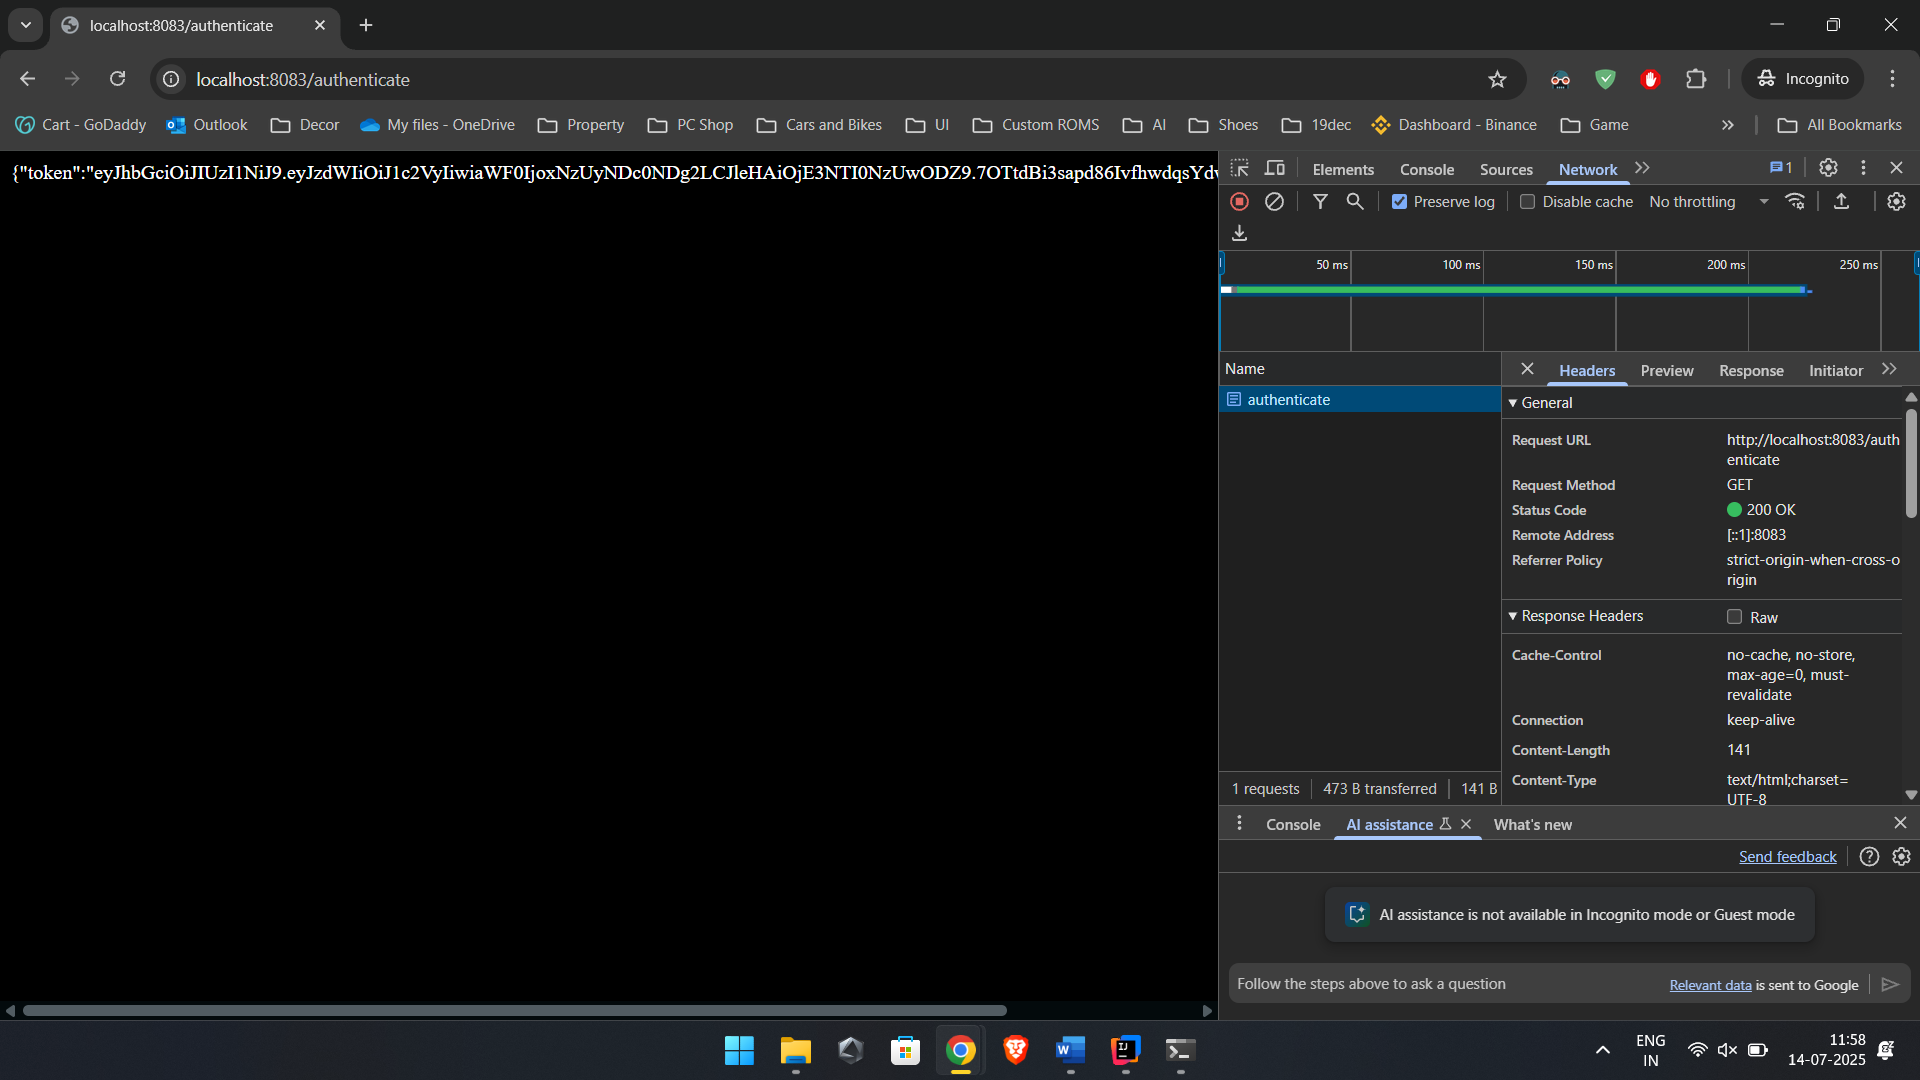 localhost:8083/authenticate
localhost:8083/authenticate
Incognito
Cart - GoDaddy
Outlook
Decor
My files - OneDrive
Property
PC Shop
Cars and Bikes
UI
Custom ROMS
AI
Shoes
19dec
Dashboard - Binance
Game
All Bookmarks
{"token":"eyJhbGciOiJIUzI1NiJ9.eyJzdWIiOiJ1c2VyIiwiaWF0IjoxNzUyNDc0NDg2LCJleHAiOjE3NTI0NzUwODZ9.7OTtdBi3sapd86IvfhwdqsYdv
Elements
Console
Sources
Network
1
Preserve log
Disable cache
No throttling
50 ms
100 ms
150 ms
200 ms
250 ms
Name
authenticate
1 requests
473 B transferred
141 B
Headers
Preview
Response
Initiator
General
Request URL
http://localhost:8083/auth
enticate
Request Method
GET
Status Code
200 OK
Remote Address
[::1]:8083
Referrer Policy
strict-origin-when-cross-o
rigin
Response Headers
Raw
Cache-Control
no-cache, no-store,
max-age=0, must-
revalidate
Connection
keep-alive
Content-Length
141
Content-Type
text/html;charset=
UTF-8
Console
AI assistance
What's new
Send feedback
AI assistance is not available in Incognito mode or Guest mode
Follow the steps above to ask a question
Relevant data is sent to Google
ENG
IN
11:58
14-07-2025